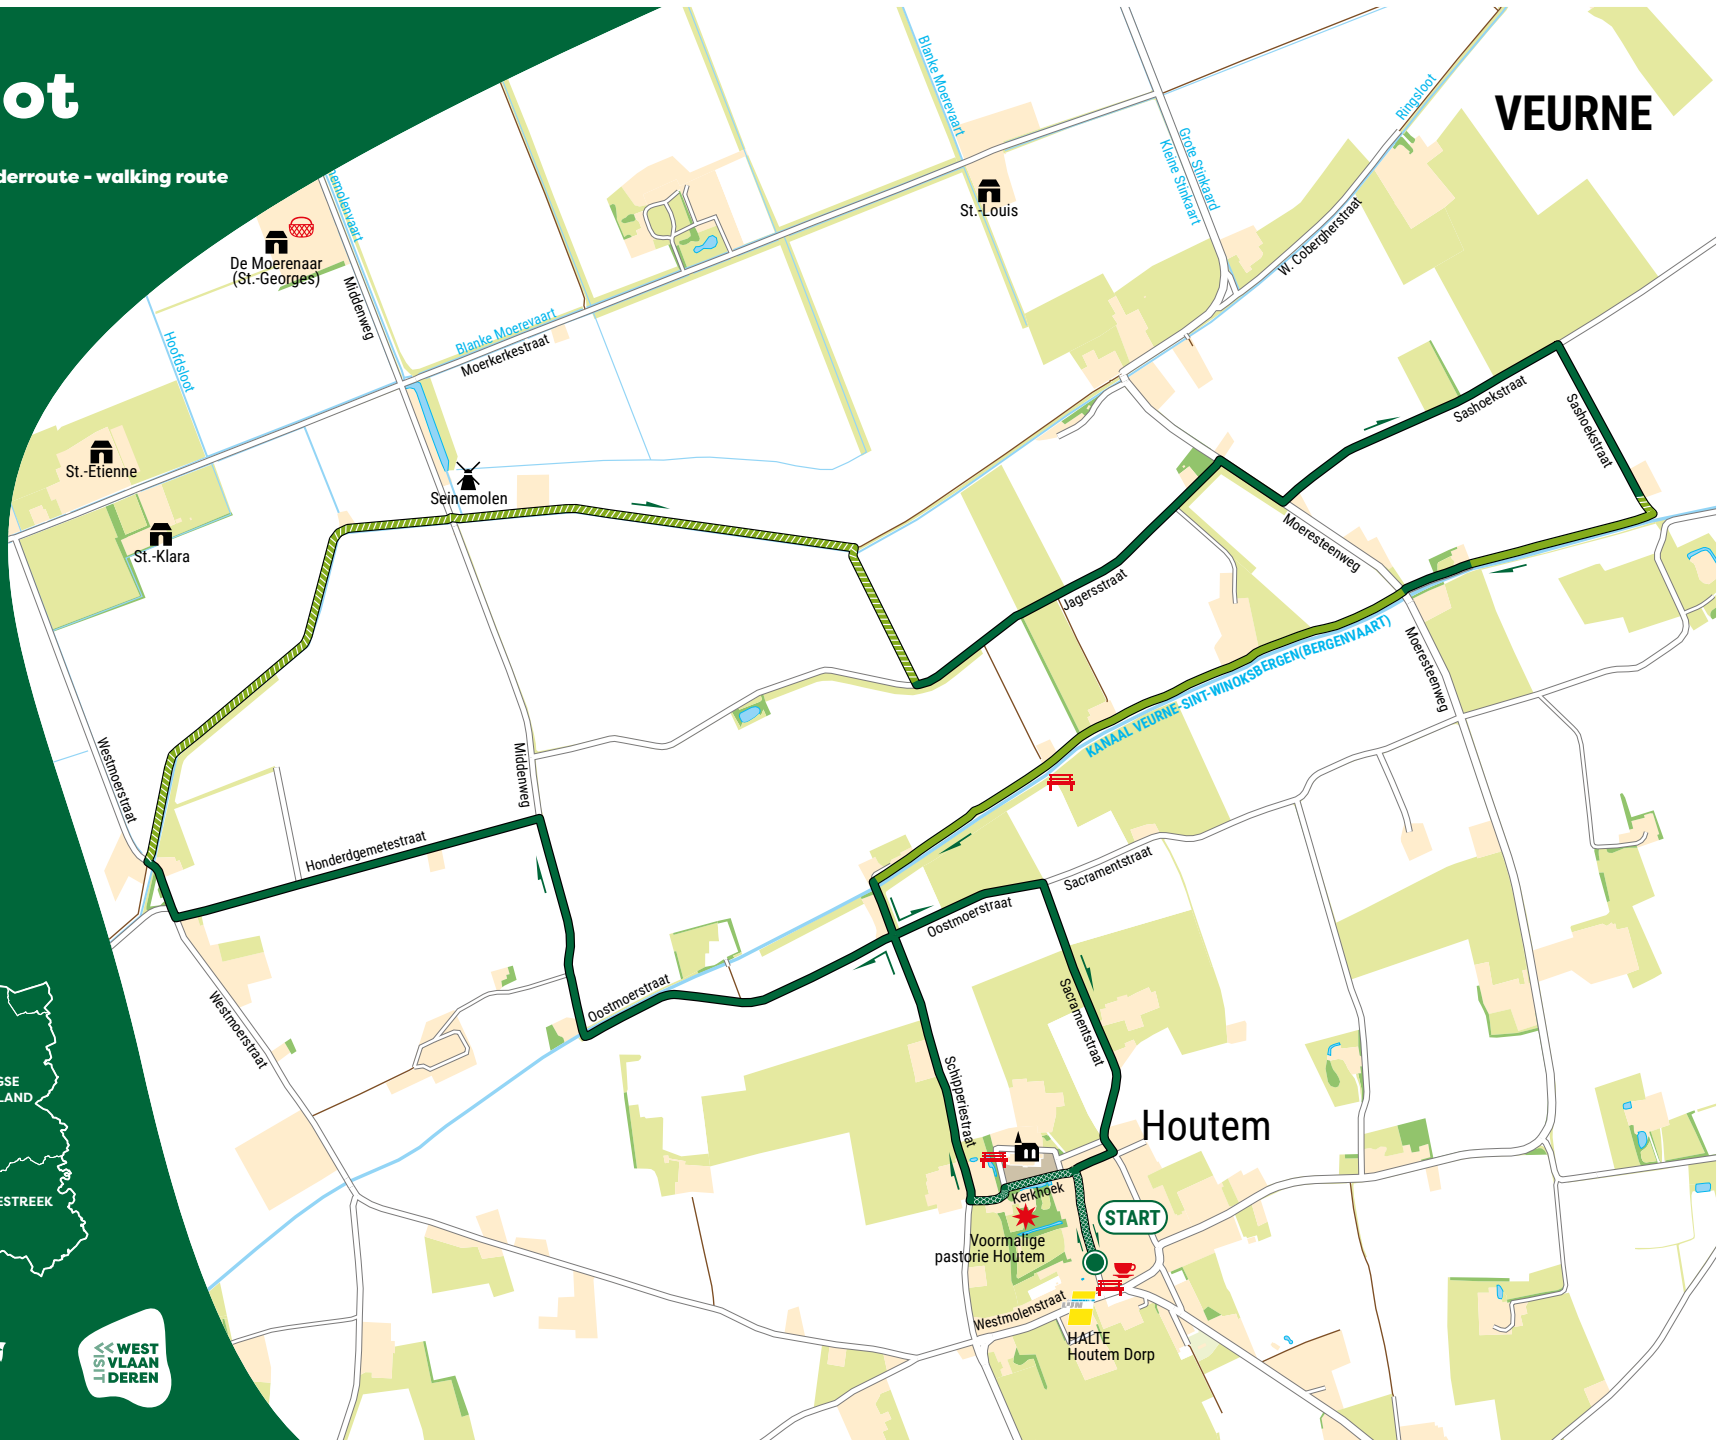 ot
derroute - walking route
VEURNE
Blanke Moerevaart
Ringsloot
Grote Stinkaard
Kleine Stinkaart
W. Cobergherstraat
St.-Louis
De Moerenaar
(St.-Georges)
Middenweg
Hoofdsloot
Blanke Moerevaart
Moerkerkestraat
St.-Etienne
St.-Klara
Seinemolen
Sashoekstraat
Sashoekstraat
Moeresteenweg
Jagersstraat
Moeresteenweg
KANAAL VEURNE-SINT-WINOKSBERGEN(BERGENVAART)
Westmoerstraat
Middenweg
Honderdgemetestraat
Sacramentstraat
Oostmoerstraat
Oostmoerstraat
Westmoerstraat
Sacramentstraat
Schipperiestraat
Houtem
Kerkhoek
START
Voormalige
pastorie Houtem
Westmolenstraat
HALTE
Houtem Dorp
GSE
LAND
ESTREEK
VISIT
WEST
VLAAN
DEREN